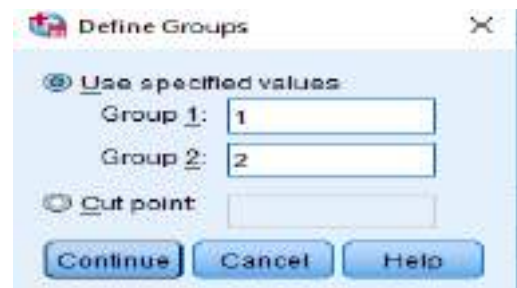 Define Groups
Use specified values
Group 1: 1
Group 2: 2
Cut point
Continue Cancel Help